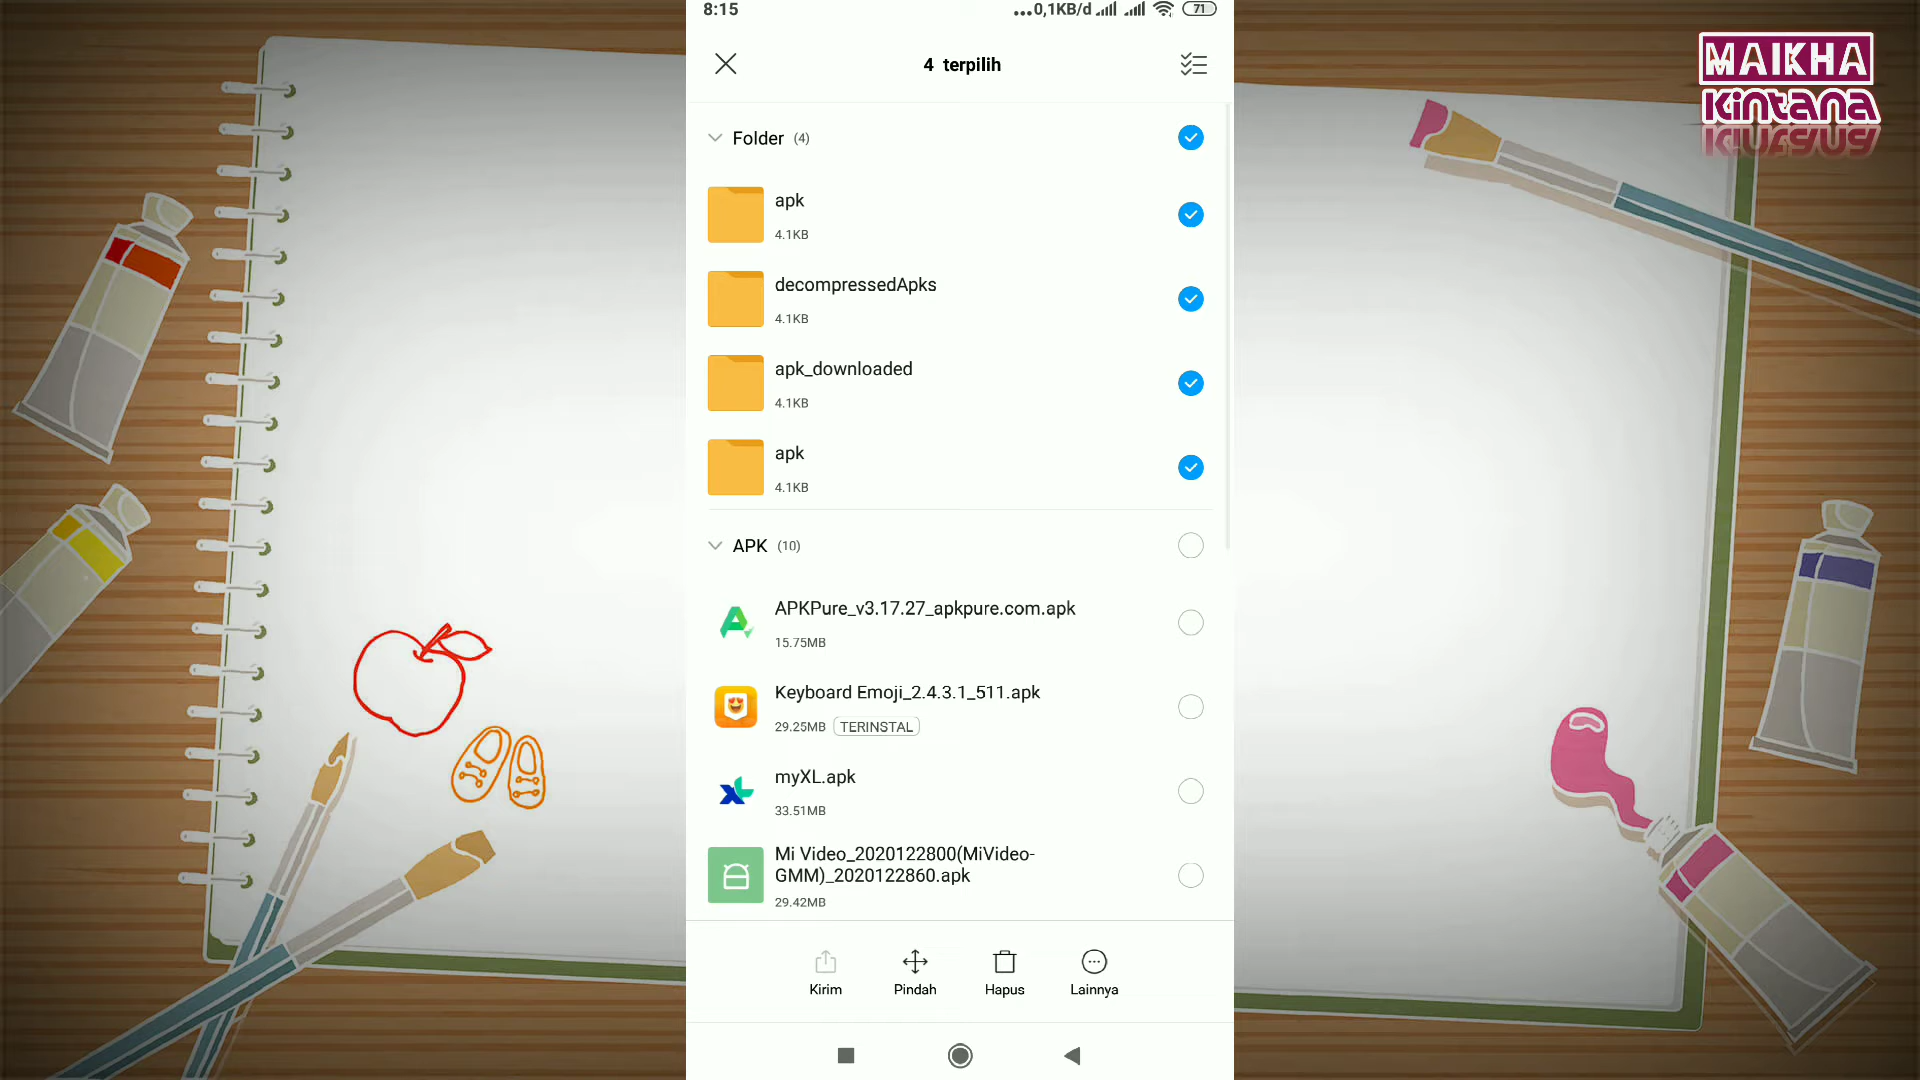 8:15
...0,1KB/d
71
4 terpilih
MAIKHA
Kintana
Folder (4)
apk
4.1KB
decompressedApks
4.1KB
apk_downloaded
4.1KB
apk
4.1KB
APK (10)
APKPure_v3.17.27_apkpure.com.apk
15.75MB
Keyboard Emoji_2.4.3.1_511.apk
29.25MB TERINSTAL
myXL.apk
33.51MB
Mi Video_2020122800(MiVideo-
GMM)_2020122860.apk
29.42MB
Kirim
Pindah
Hapus
Lainnya